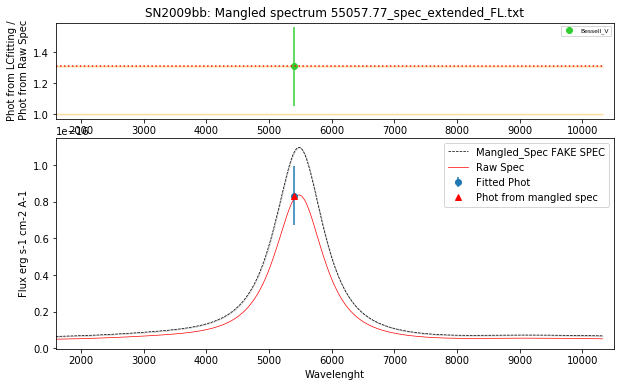 SN2009bb: Mangled spectrum 55057.77_spec_extended_FL.txt
Phot from LCfitting /
Phot from Raw Spec
1.4
1.2
1.0
Bessell_V
2000 3000 4000 5000 6000 7000 8000 9000 10000
1e−16
Flux erg s-1 cm-2 A-1
1.0
0.8
0.6
0.4
0.2
0.0
Mangled_Spec FAKE SPEC
Raw Spec
Fitted Phot
Phot from mangled spec
2000 3000 4000 5000 6000 7000 8000 9000 10000
Wavelenght